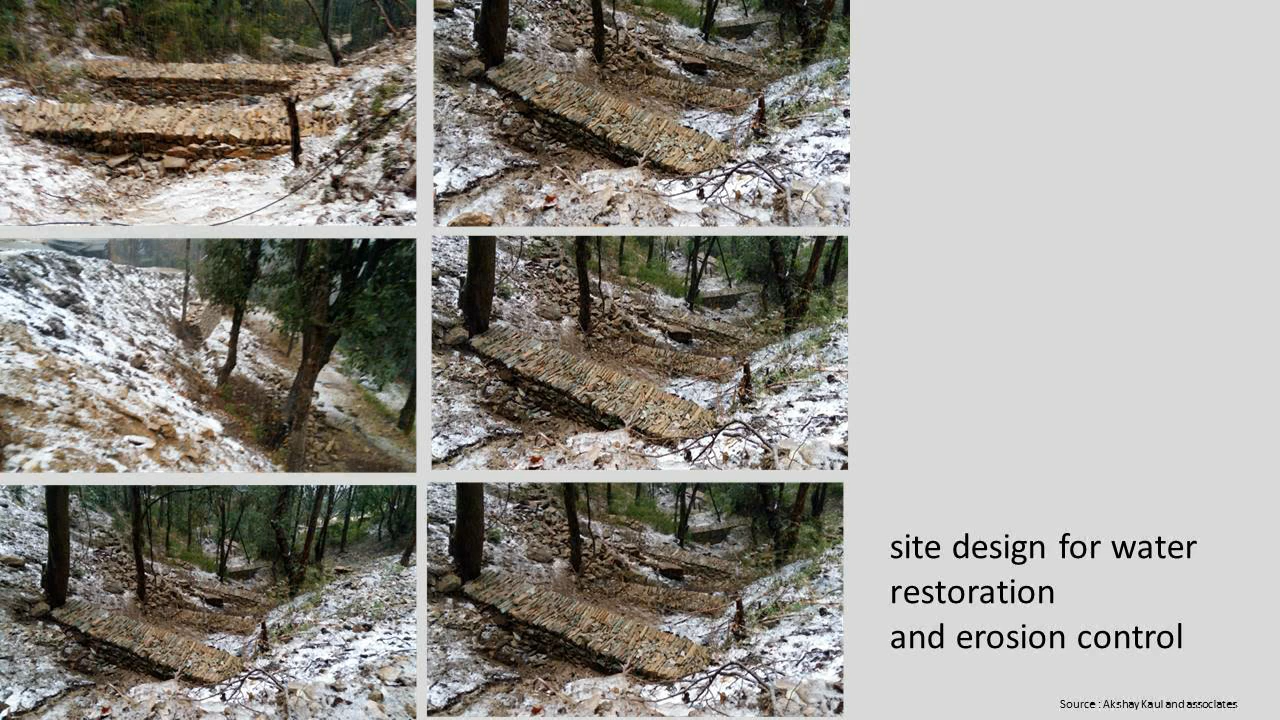 site design for water
restoration
and erosion control
Source : Akshay Kaul and associates